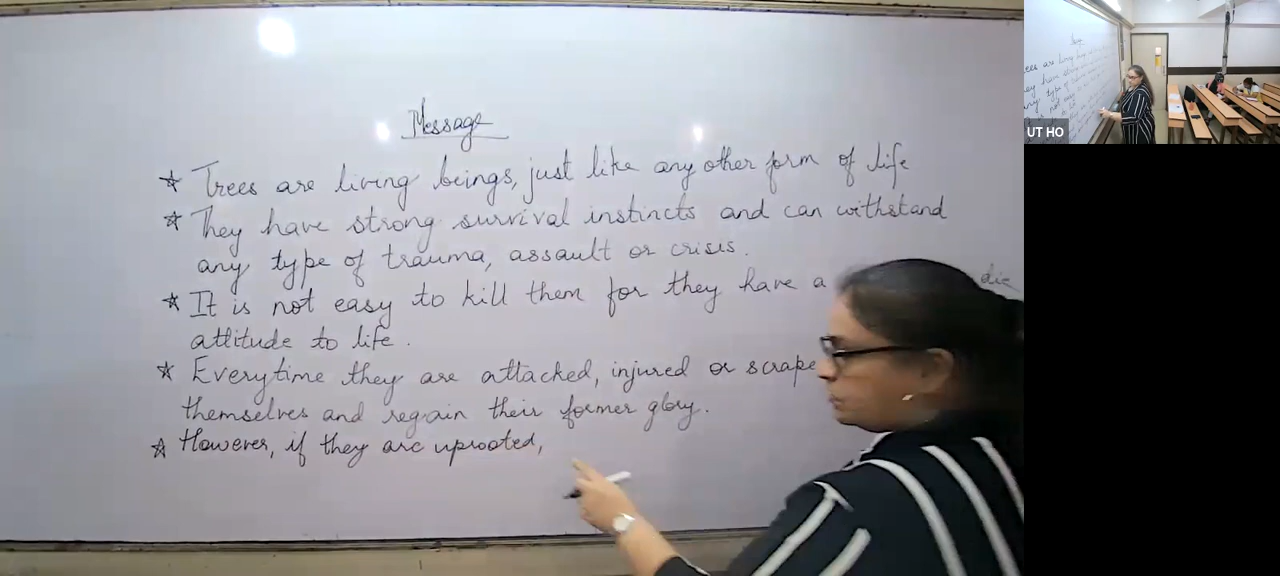 Message
☆ Trees are living beings, just like any other form of life
☆ They have strong survival instincts and can withstand
any type of trauma, assault or crisis.
☆ It is not easy to kill them for they have a die
attitude to life.
☆ Everytime they are attacked, injured or scrape
themselves and regain their former glory.
☆ However, if they are uprooted,
UT HO